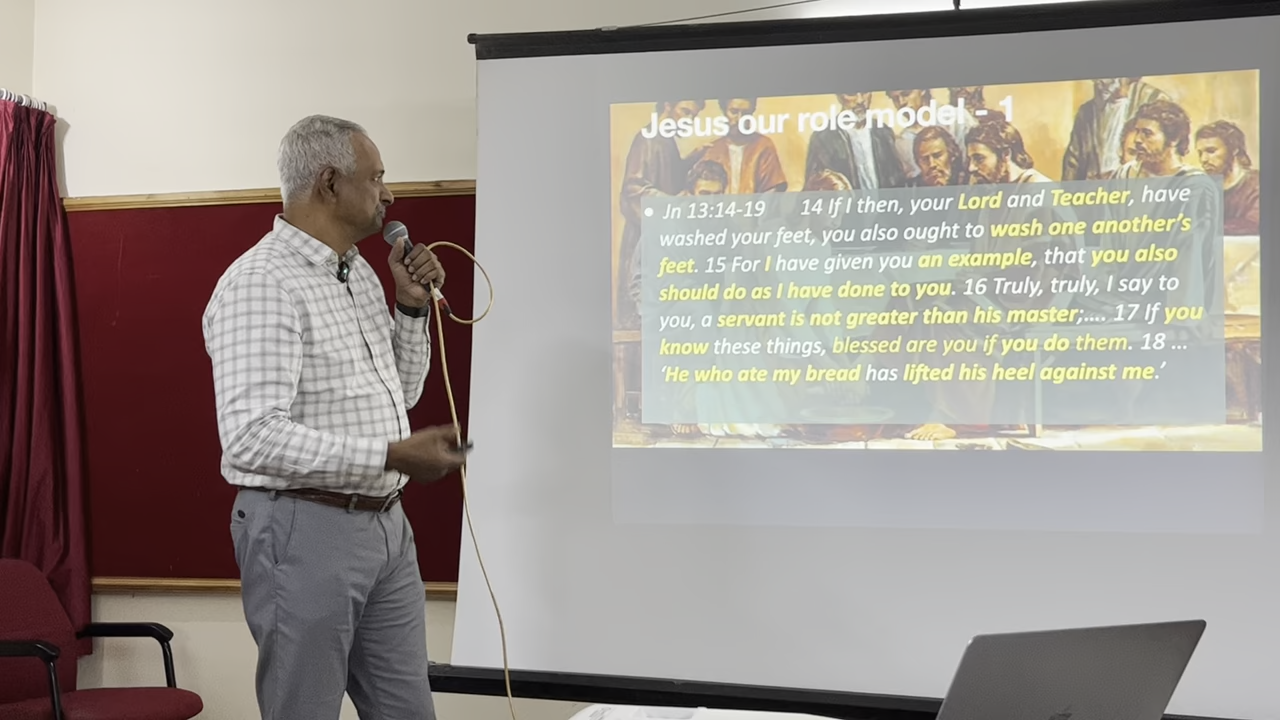 Jesus our role model - 1
• Jn 13:14-19 14 If I then, your Lord and Teacher, have
washed your feet, you also ought to wash one another's
feet. 15 For I have given you an example, that you also
should do as I have done to you. 16 Truly, truly, I say to
you, a servant is not greater than his master;.... 17 If you
know these things, blessed are you if you do them. 18 ...
‘He who ate my bread has lifted his heel against me.’